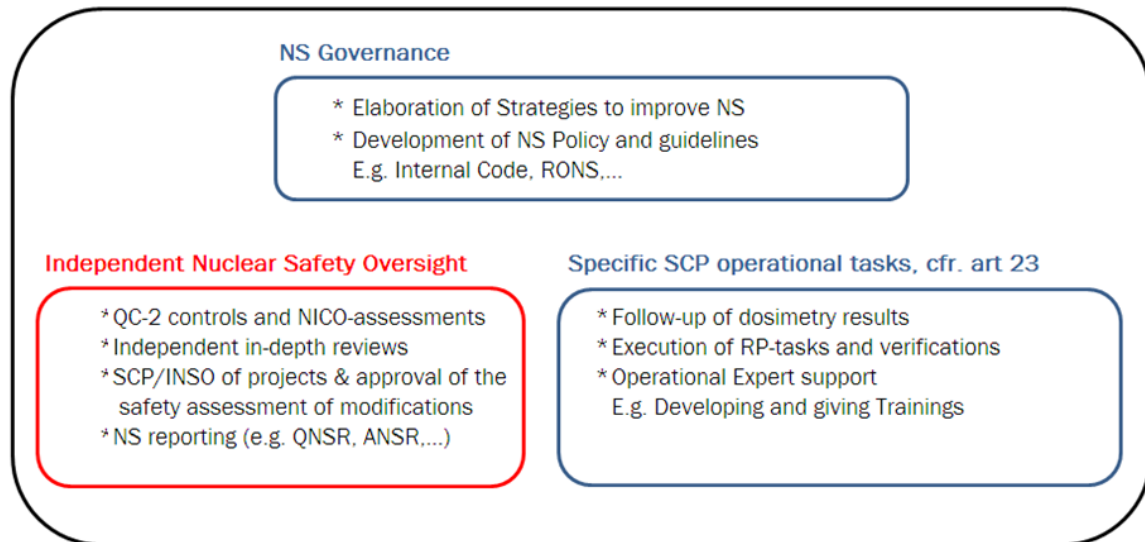 NS Governance
* Elaboration of Strategies to improve NS
* Development of NS Policy and guidelines
E.g. Internal Code, RONS,...
Independent Nuclear Safety Oversight
* QC-2 controls and NICO-assessments
* Independent in-depth reviews
* SCP/INSO of projects & approval of the
safety assessment of modifications
* NS reporting (e.g. QNSR, ANSR,...)
Specific SCP operational tasks, cfr. art 23
* Follow-up of dosimetry results
* Execution of RP-tasks and verifications
* Operational Expert support
E.g. Developing and giving Trainings